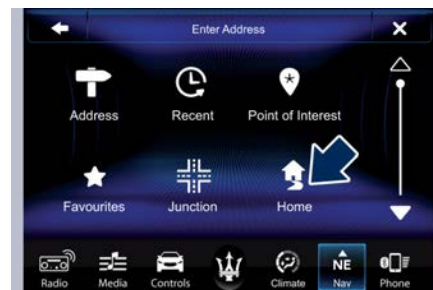 Enter Address
Address Recent Point of Interest
Favourites Junction Home
NE
Radio Media Controls Climate Nav Phone